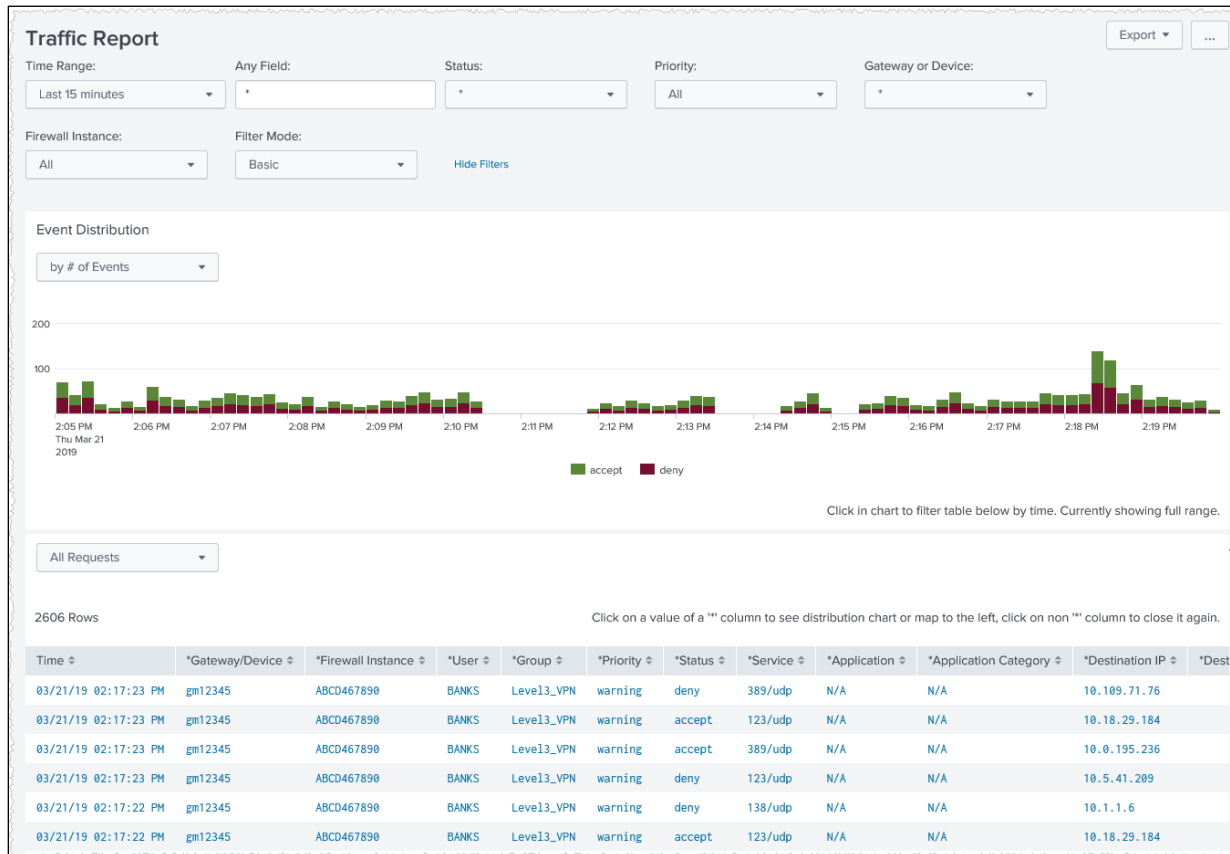 Traffic Report
Export
...
Time Range:
Any Field:
Status:
Priority:
Gateway or Device:
Last 15 minutes
*
*
All
*
Firewall Instance:
Filter Mode:
All
Basic
Hide Filters
Event Distribution
by # of Events
200
100
2:05 PM 2:06 PM 2:07 PM 2:08 PM 2:09 PM 2:10 PM 2:11 PM 2:12 PM 2:13 PM 2:14 PM 2:15 PM 2:16 PM 2:17 PM 2:18 PM 2:19 PM
Thu Mar 21
2019
accept deny
Click in chart to filter table below by time. Currently showing full range.
All Requests
2606 Rows
Click on a value of a '*' column to see distribution chart or map to the left, click on non '*' column to close it again.
Time *Gateway/Device *Firewall Instance *User *Group *Priority *Status *Service *Application *Application Category *Destination IP *Dest
03/21/19 02:17:23 PM gm12345 ABCD467890 BANKS Level3_VPN warning deny 389/udp N/A N/A 10.109.71.76
03/21/19 02:17:23 PM gm12345 ABCD467890 BANKS Level3_VPN warning accept 123/udp N/A N/A 10.18.29.184
03/21/19 02:17:23 PM gm12345 ABCD467890 BANKS Level3_VPN warning accept 389/udp N/A N/A 10.0.195.236
03/21/19 02:17:23 PM gm12345 ABCD467890 BANKS Level3_VPN warning deny 123/udp N/A N/A 10.5.41.209
03/21/19 02:17:22 PM gm12345 ABCD467890 BANKS Level3_VPN warning deny 138/udp N/A N/A 10.1.1.6
03/21/19 02:17:22 PM gm12345 ABCD467890 BANKS Level3_VPN warning accept 123/udp N/A N/A 10.18.29.184